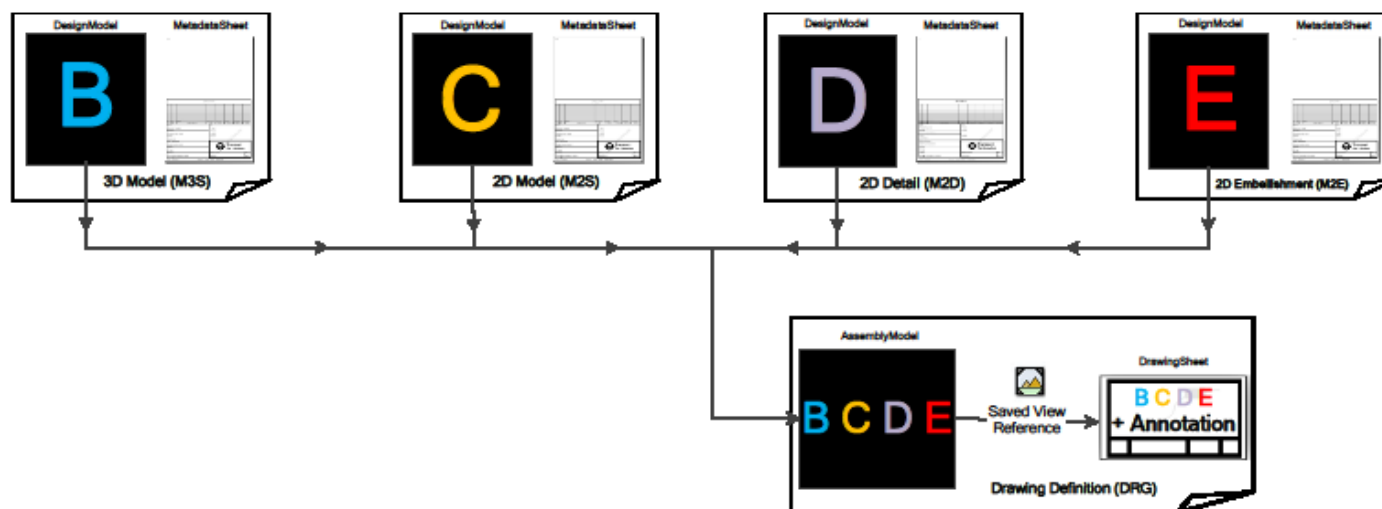 DesignModel MetadataSheet
B
3D Model (M3S)
DesignModel MetadataSheet
C
2D Model (M2S)
DesignModel MetadataSheet
D
2D Detail (M2D)
DesignModel MetadataSheet
E
2D Embellishment (M2E)
AssemblyModel
B C D E
Saved View
Reference
DrawingSheet
B C D E
+ Annotation
Drawing Definition (DRG)